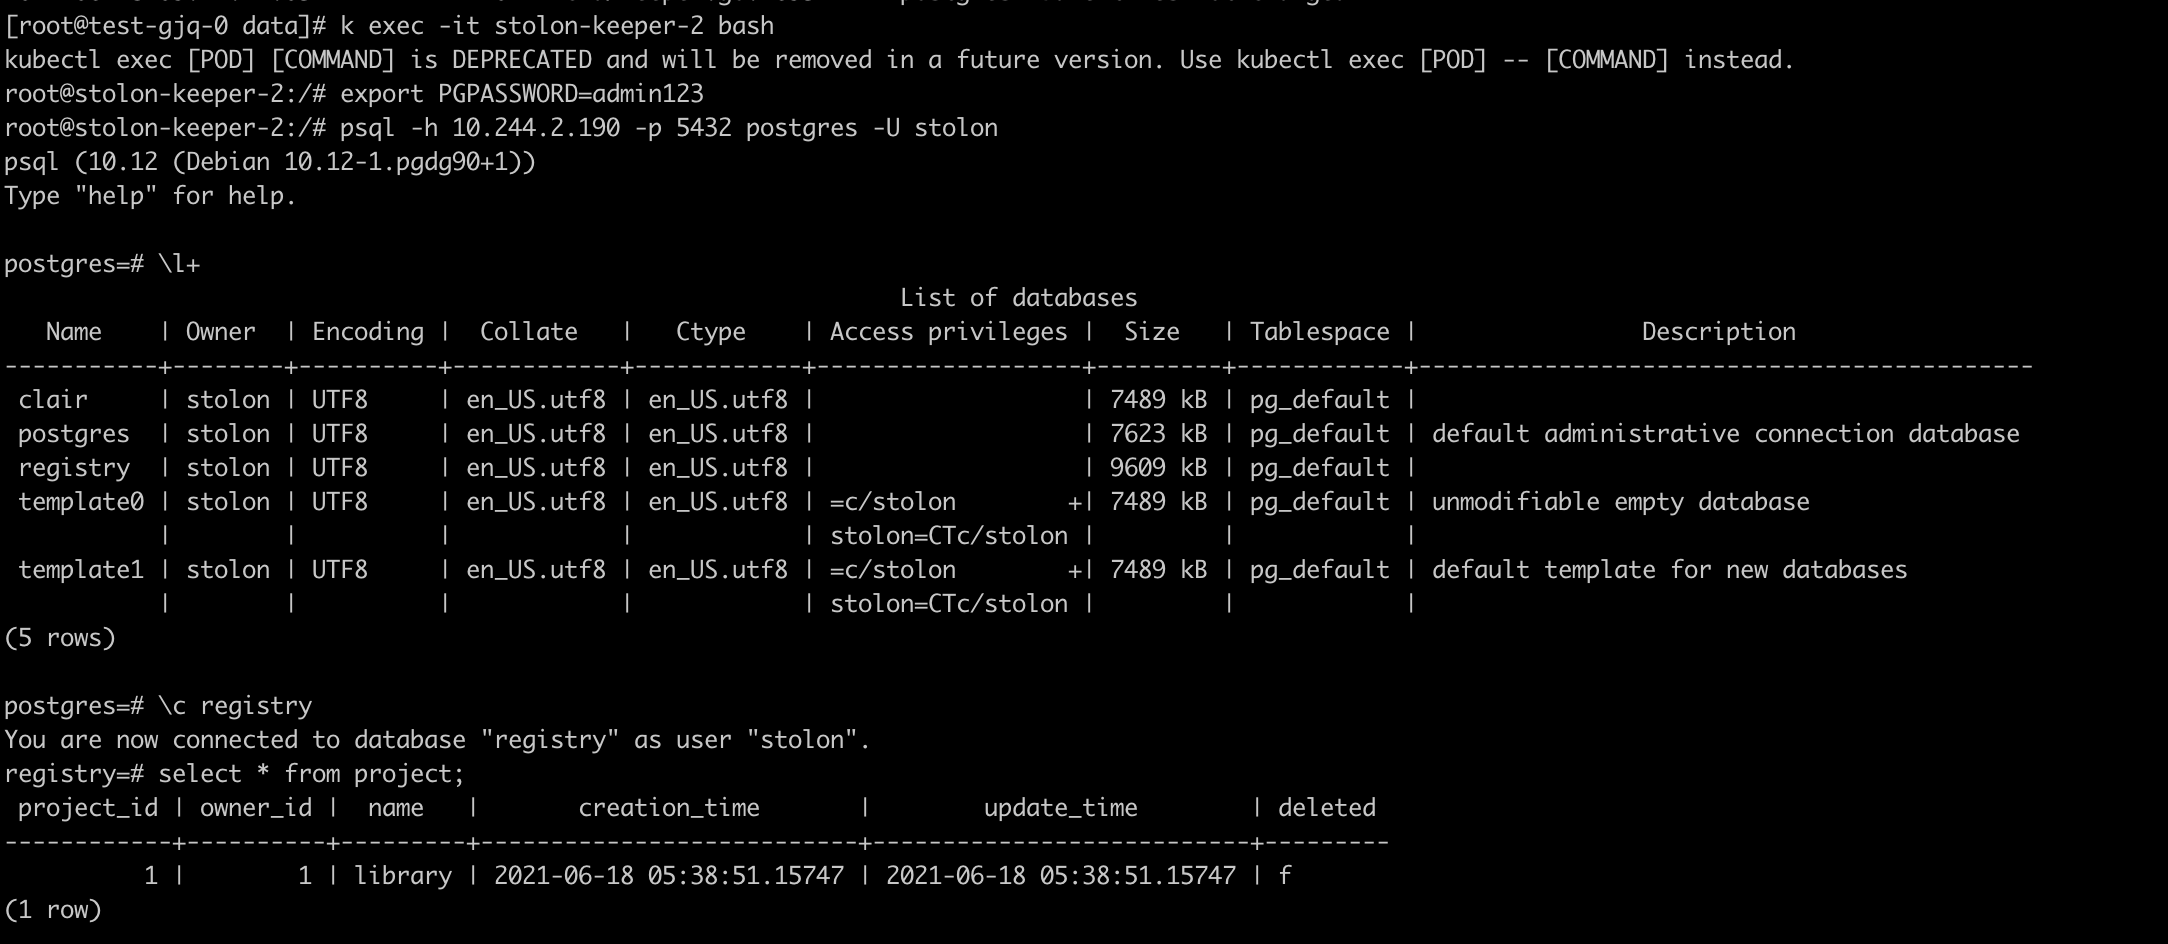 [root@test-gjq-0 data]# k exec -it stolon-keeper-2 bash
kubectl exec [POD] [COMMAND] is DEPRECATED and will be removed in a future version. Use kubectl exec [POD] -- [COMMAND] instead.
root@stolon-keeper-2:/# export PGPASSWORD=admin123
root@stolon-keeper-2:/# psql -h 10.244.2.190 -p 5432 postgres -U stolon
psql (10.12 (Debian 10.12-1.pgdg90+1))
Type "help" for help.

postgres=# \l+
                                                                List of databases
   Name    | Owner  | Encoding |  Collate   |   Ctype    | Access privileges |  Size   | Tablespace |                Description
-----------+--------+----------+------------+------------+-------------------+---------+------------+--------------------------------------------
 clair     | stolon | UTF8     | en_US.utf8 | en_US.utf8 |                   | 7489 kB | pg_default |
 postgres  | stolon | UTF8     | en_US.utf8 | en_US.utf8 |                   | 7623 kB | pg_default | default administrative connection database
 registry  | stolon | UTF8     | en_US.utf8 | en_US.utf8 |                   | 9609 kB | pg_default |
 template0 | stolon | UTF8     | en_US.utf8 | en_US.utf8 | =c/stolon        +| 7489 kB | pg_default | unmodifiable empty database
           |        |          |            |            | stolon=CTc/stolon |         |            |
 template1 | stolon | UTF8     | en_US.utf8 | en_US.utf8 | =c/stolon        +| 7489 kB | pg_default | default template for new databases
           |        |          |            |            | stolon=CTc/stolon |         |            |
(5 rows)

postgres=# \c registry
You are now connected to database "registry" as user "stolon".
registry=# select * from project;
 project_id | owner_id |  name   |       creation_time       |        update_time        | deleted
------------+----------+---------+---------------------------+---------------------------+---------
          1 |        1 | library | 2021-06-18 05:38:51.15747 | 2021-06-18 05:38:51.15747 | f
(1 row)